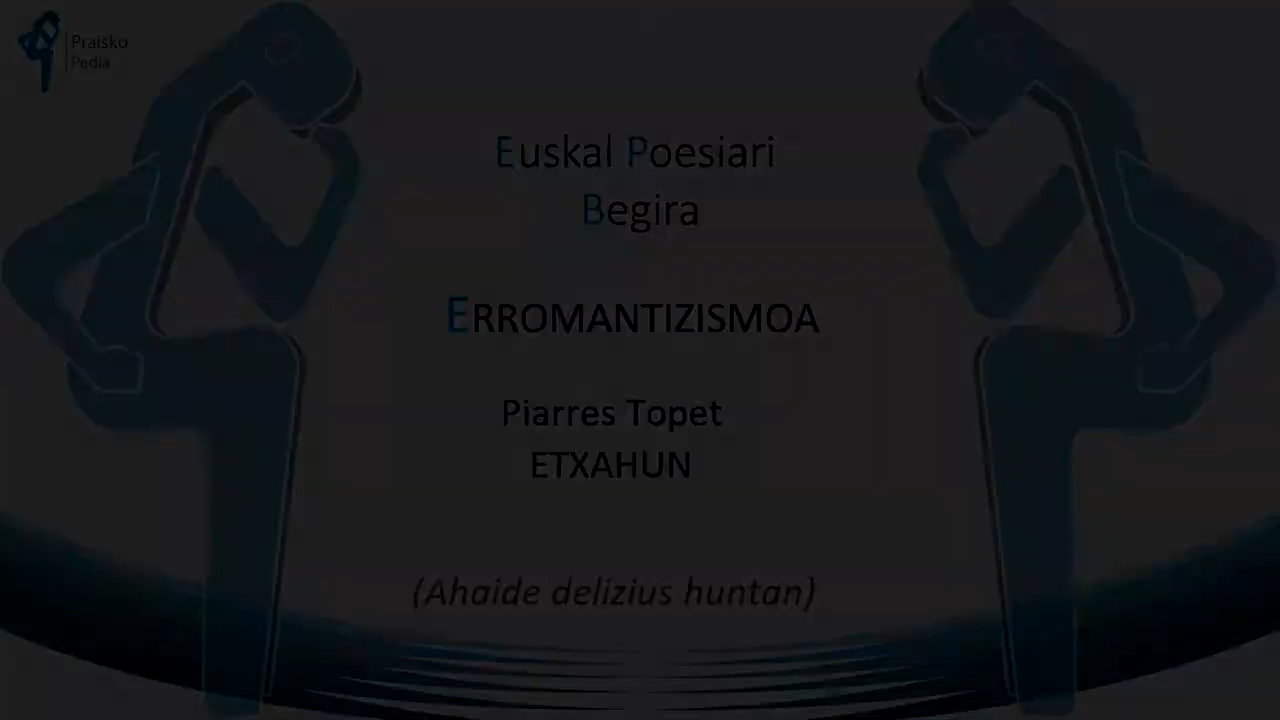 Praisko
Pedia
Euskal Poesiari
Begira
ERROMANTIZISMOA
Piarres Topet
ETXAHUN
(Ahaide delizius huntan)